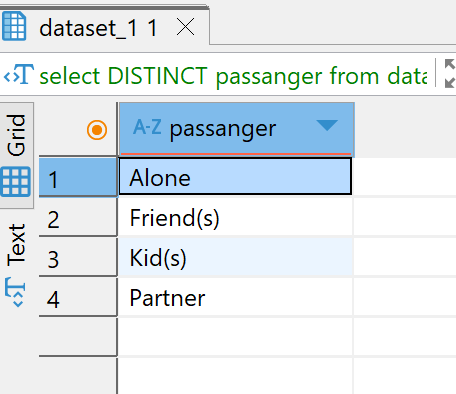 dataset_1 1
select DISTINCT passanger from data
Grid
Text
A-Z passanger
1 Alone
2 Friend(s)
3 Kid(s)
4 Partner